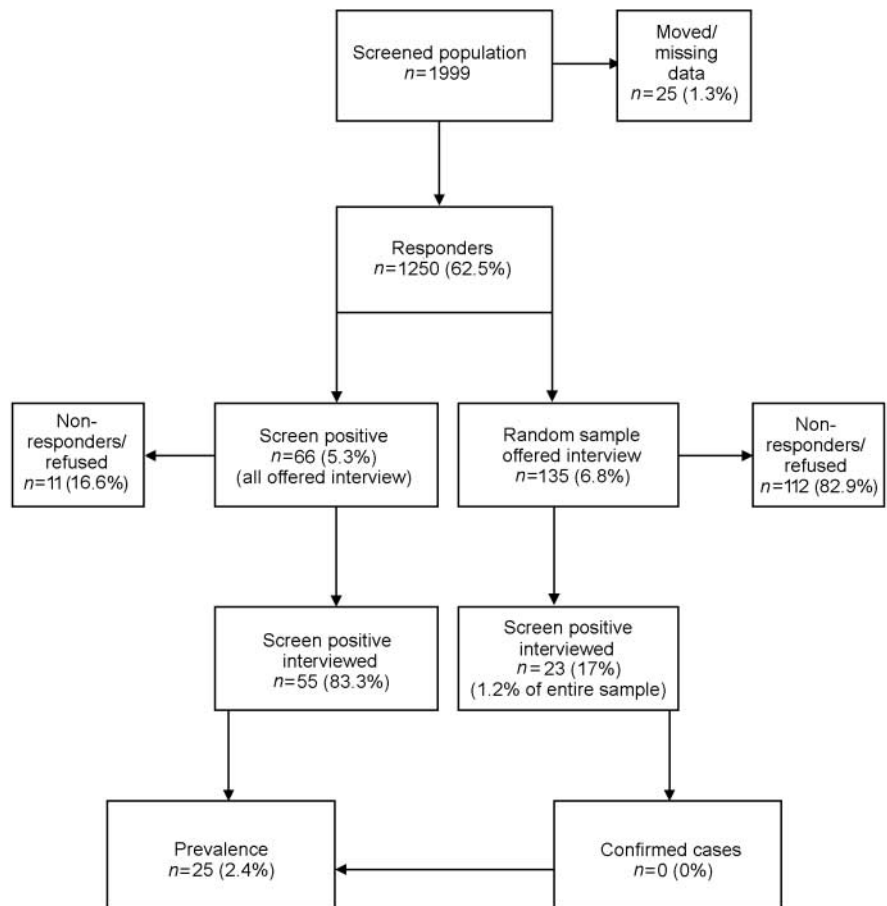 Screened population
n=1999
Moved/
missing
data
n=25 (1.3%)
Responders
n=1250 (62.5%)
Non-
responders/
refused
n=11 (16.6%)
Screen positive
n=66 (5.3%)
(all offered interview)
Random sample
offered interview
n=135 (6.8%)
Non-
responders/
refused
n=112 (82.9%)
Screen positive
interviewed
n=55 (83.3%)
Screen positive
interviewed
n=23 (17%)
(1.2% of entire sample)
Prevalence
n=25 (2.4%)
Confirmed cases
n=0 (0%)